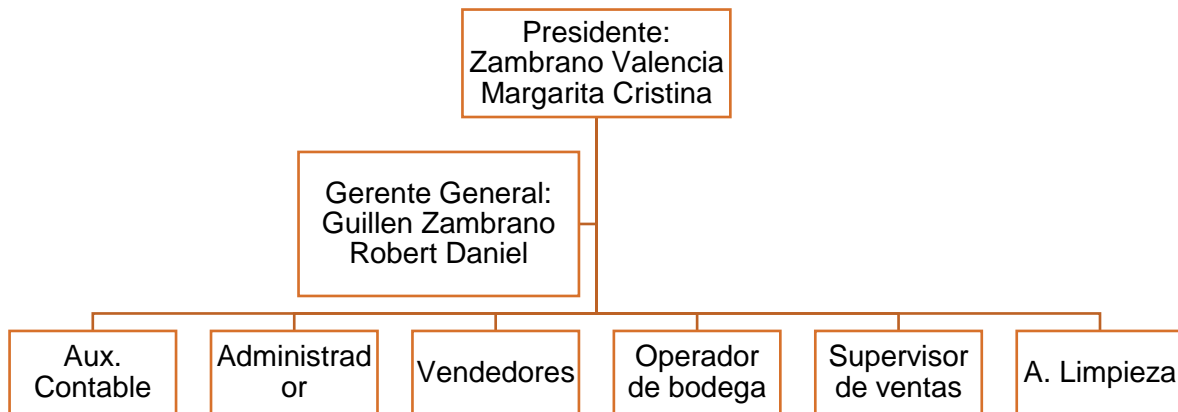 Presidente:
Zambrano Valencia
Margarita Cristina
Gerente General:
Guillen Zambrano
Robert Daniel
Aux.
Contable
Administrad
or
Vendedores
Operador
de bodega
Supervisor
de ventas
A. Limpieza